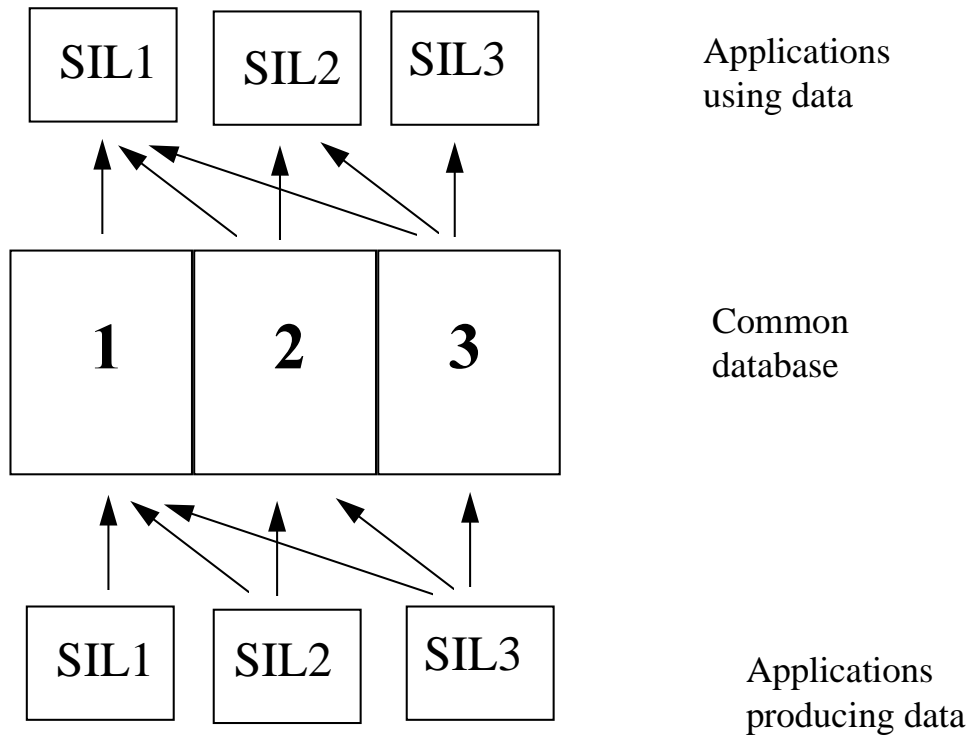 SIL1 SIL2 SIL3
Applications
using data
1 2 3
Common
database
SIL1 SIL2 SIL3
Applications
producing data